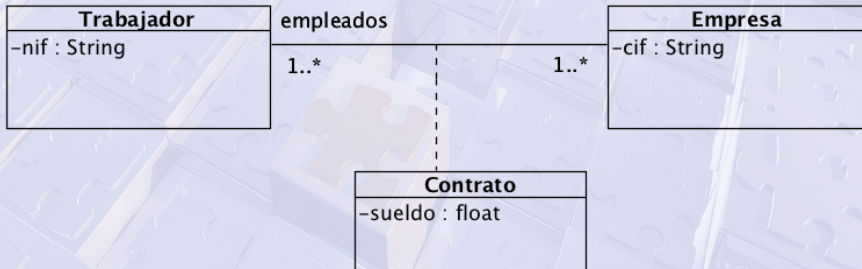 Trabajador
-nif : String
empleados
1..*
1..*
Empresa
-cif : String
Contrato
-sueldo : float